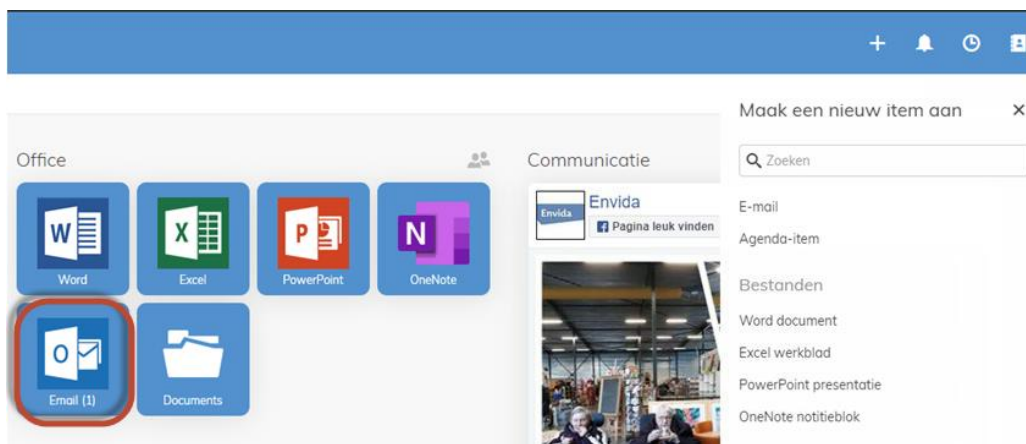 Maak een nieuw item aan
Zoeken
E-mail
Agenda-item
Bestanden
Word document
Excel werkblad
PowerPoint presentatie
OneNote notitieblok
Office
W
Word
X
Excel
P
PowerPoint
N
OneNote
O
Email (1)
Documents
Communicatie
Envida
Envida
Pagina leuk vinden